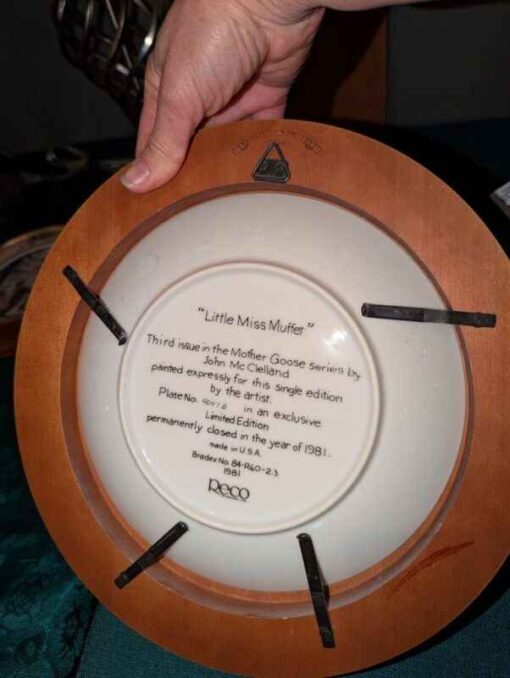 "Little Miss Muffet"
Third issue in the Mother Goose series by
John McClelland
painted expressly for this single edition
by the artist.
Plate No. in an exclusive
Limited Edition
permanently closed in the year of 1981.
made in U.S.A.
Bradex No. 84-R60-2.3
1981
Reco